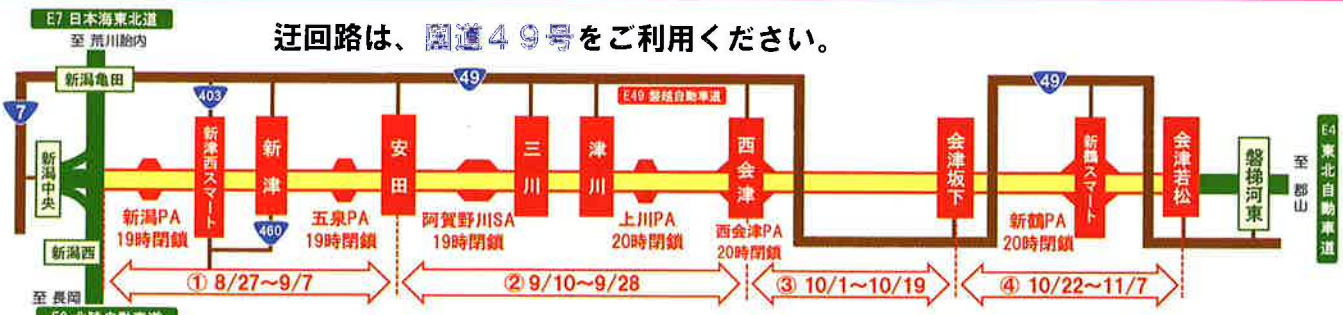 E7 日本海東北道
至 荒川胎内
迂回路は、国道49号をご利用ください。
新潟亀田
7
403
49
E49 磐越自動車道
49
新潟中央
新津西スマート
新津
安田
三川
津川
西会津
会津坂下
新鶴スマート
会津若松
磐梯河東
至 郡山
E4 東北自動車道
新潟PA
19時閉鎖
460
五泉PA
19時閉鎖
阿賀野川SA
19時閉鎖
上川PA
20時閉鎖
西会津PA
20時閉鎖
新鶴PA
20時閉鎖
新潟西
① 8/27～9/7
② 9/10～9/28
③ 10/1～10/19
④ 10/22～11/7
至 長岡